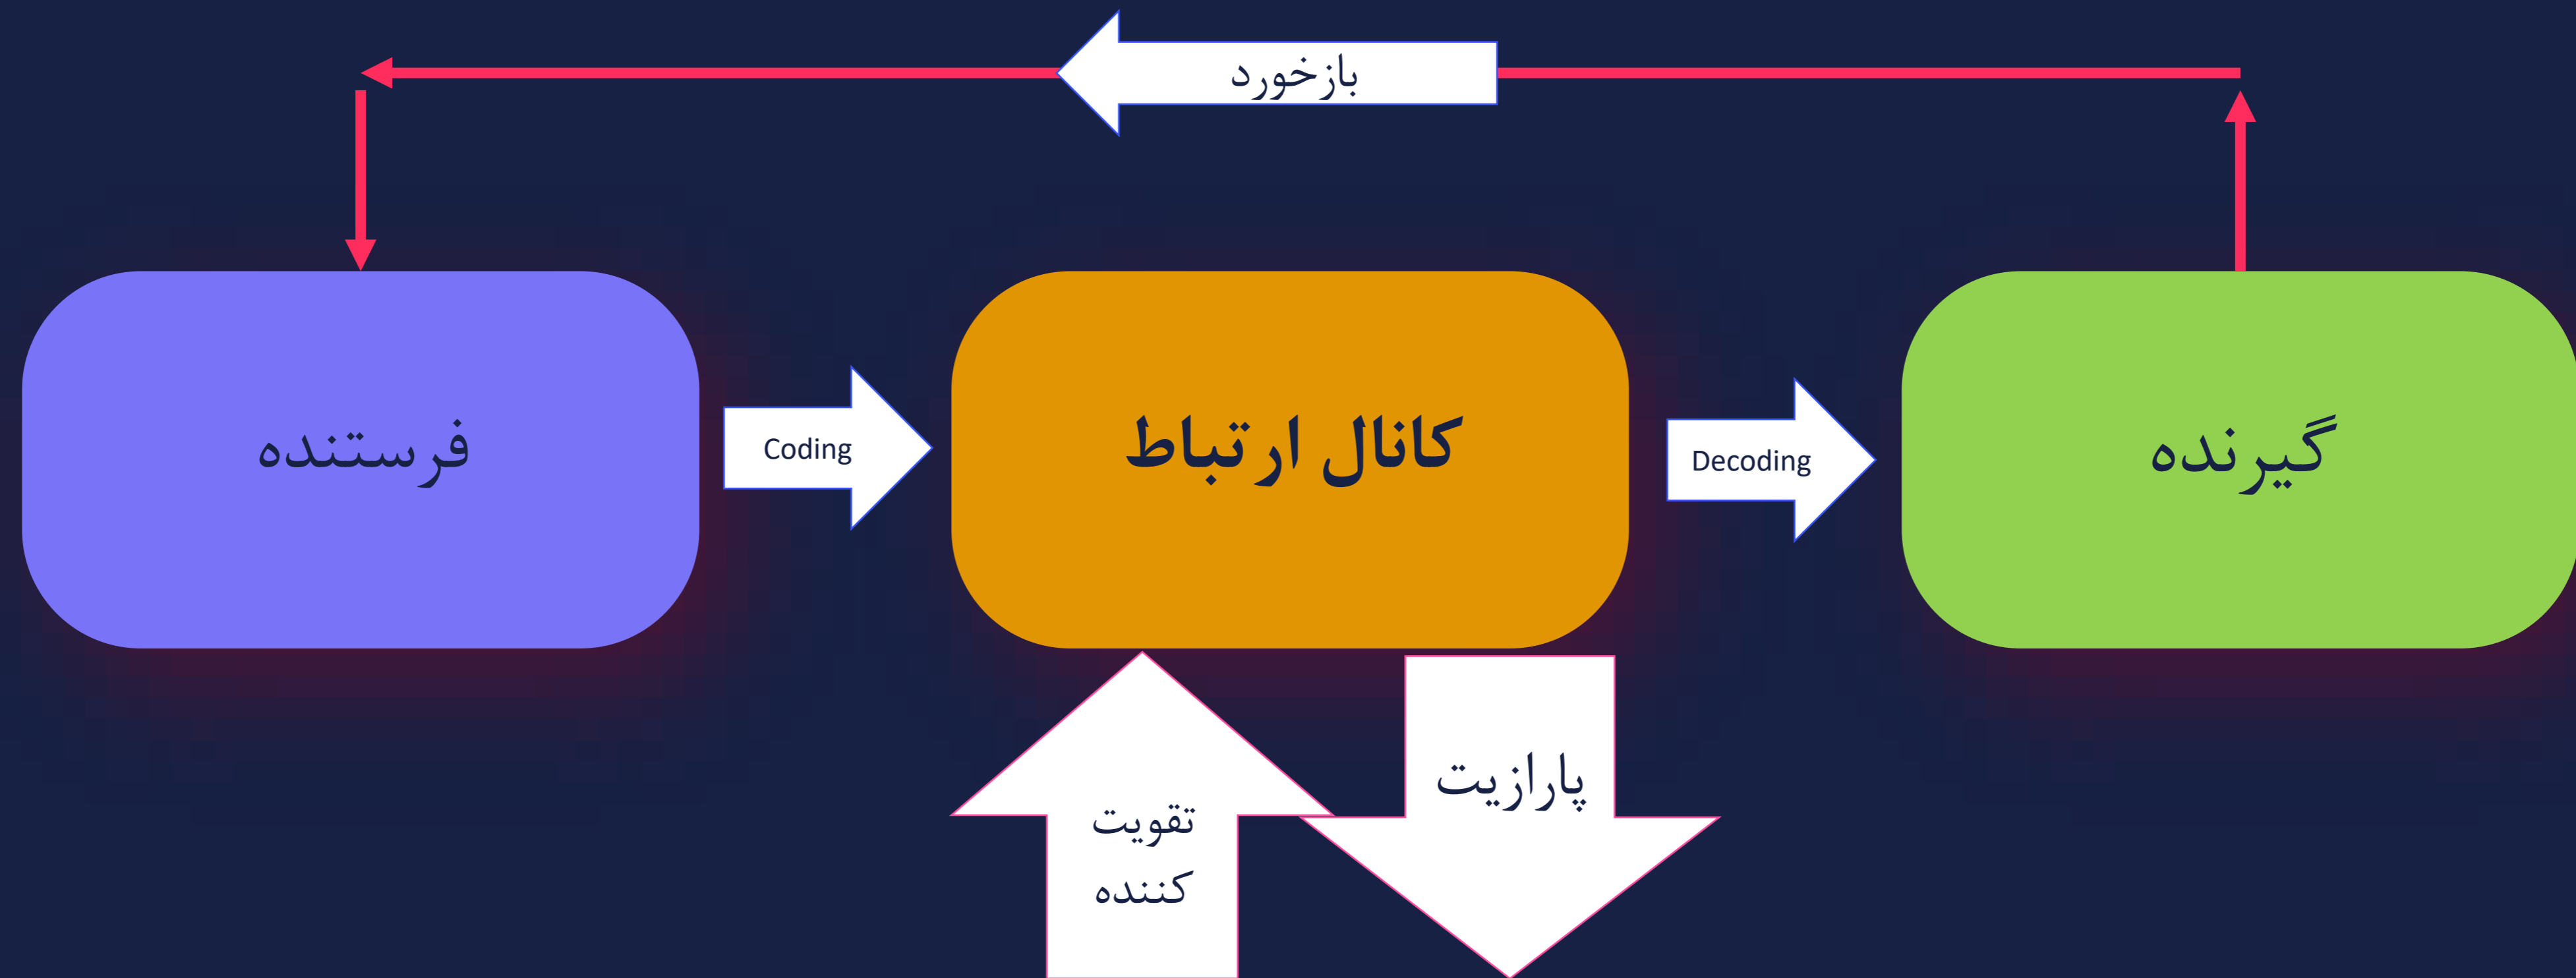 بازخورد
فرستنده
Coding
کانال ارتباط
Decoding
گیرنده
تقویت
کننده
پارازیت